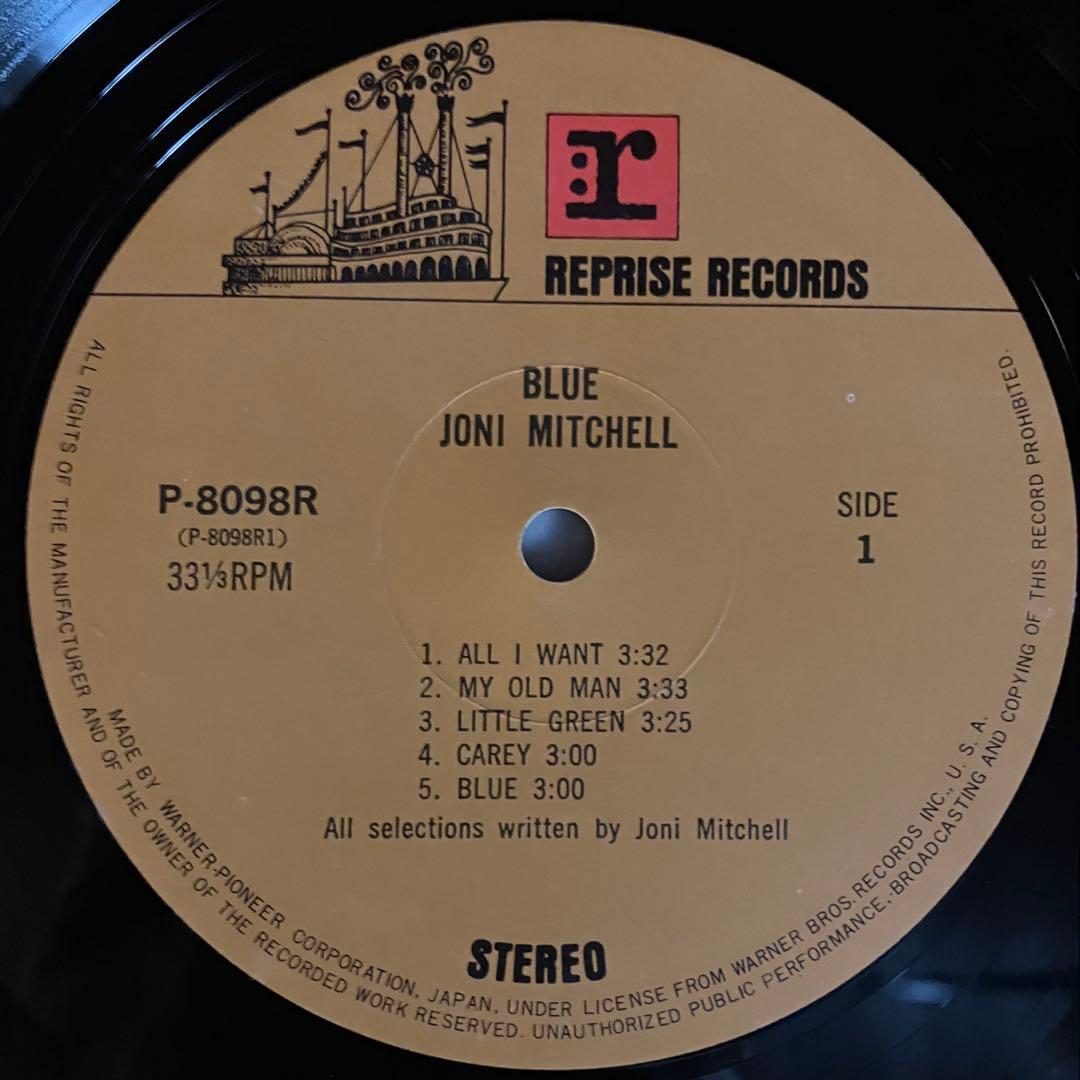 r
REPRISE RECORDS
BLUE
JONI MITCHELL
P-8098R
(P-8098R1)
33⅓RPM
SIDE
1
1. ALL I WANT 3:32
2. MY OLD MAN 3:33
3. LITTLE GREEN 3:25
4. CAREY 3:00
5. BLUE 3:00
All selections written by Joni Mitchell
STEREO
MADE BY WARNER-PIONEER CORPORATION, JAPAN, UNDER LICENSE FROM WARNER BROS. RECORDS INC., U. S. A.
ALL RIGHTS OF THE MANUFACTURER AND OF THE OWNER OF THE RECORDED WORK RESERVED. UNAUTHORIZED PUBLIC PERFORMANCE, BROADCASTING AND COPYING OF THIS RECORD PROHIBITED.